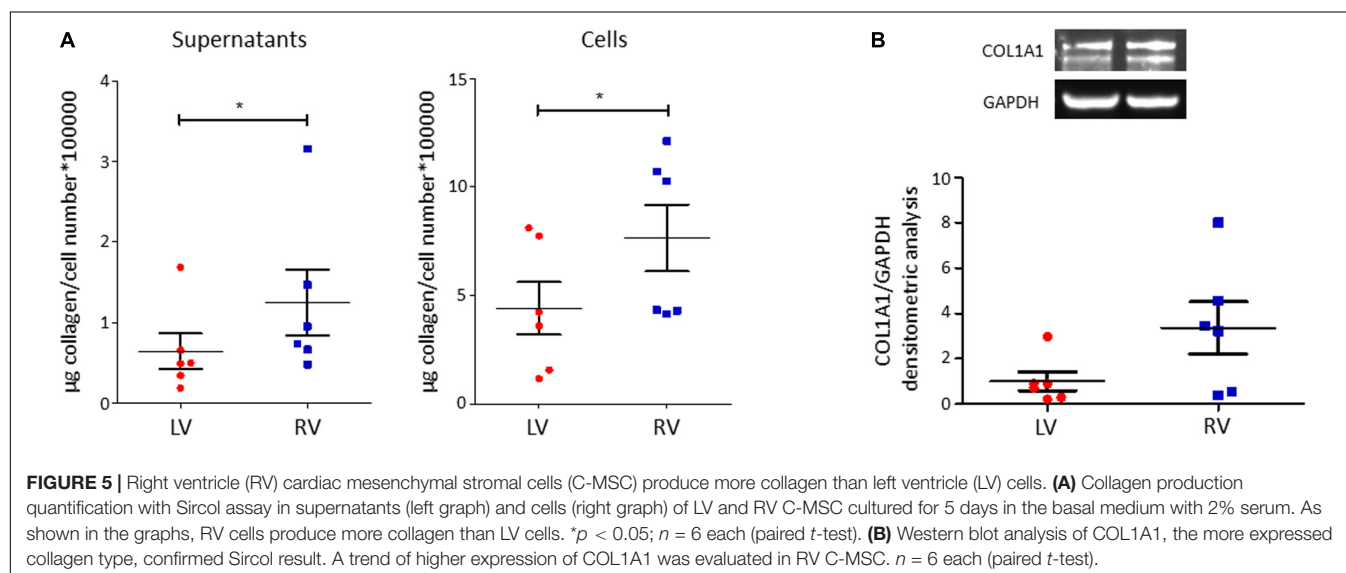 A
Supernatants
*
µg collagen/cell number*100000
4
3
2
1
0
LV
RV
Cells
*
µg collagen/cell number*100000
15
10
5
0
LV
RV
B
COL1A1
GAPDH
COL1A1/GAPDH
densitometric analysis
10
8
6
4
2
0
LV
RV
FIGURE 5 | Right ventricle (RV) cardiac mesenchymal stromal cells (C-MSC) produce more collagen than left ventricle (LV) cells. (A) Collagen production
quantification with Sircol assay in supernatants (left graph) and cells (right graph) of LV and RV C-MSC cultured for 5 days in the basal medium with 2% serum. As
shown in the graphs, RV cells produce more collagen than LV cells. *p < 0.05; n = 6 each (paired t-test). (B) Western blot analysis of COL1A1, the more expressed
collagen type, confirmed Sircol result. A trend of higher expression of COL1A1 was evaluated in RV C-MSC. n = 6 each (paired t-test).